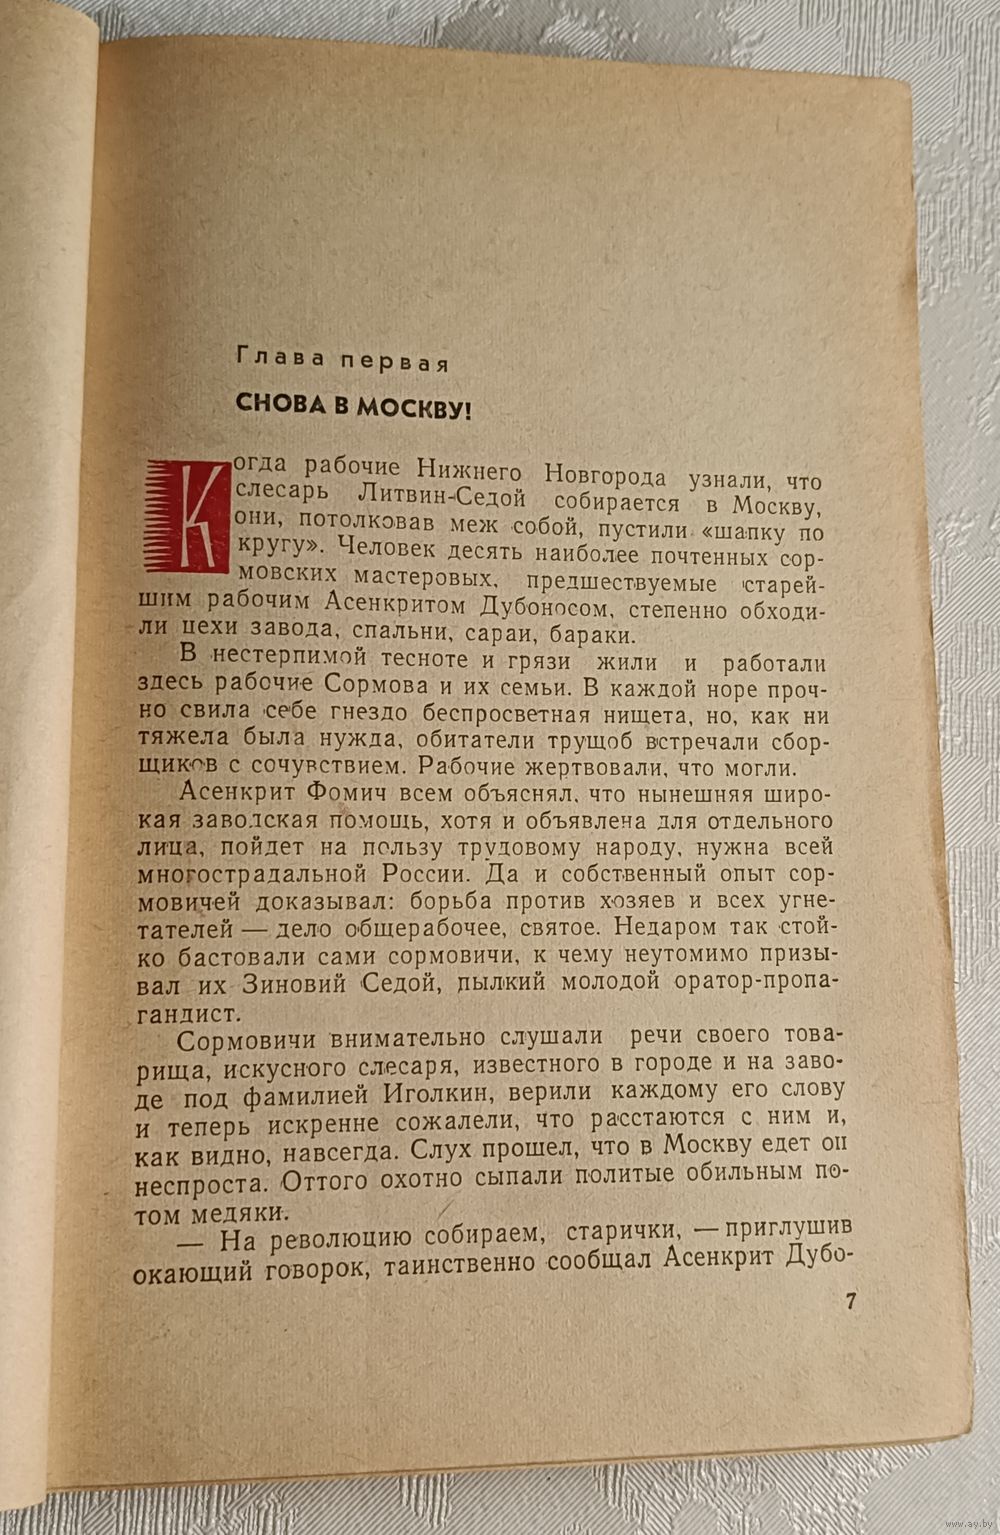 Глава первая
СНОВА В МОСКВУ!
Когда рабочие Нижнего Новгорода узнали, что
слесарь Литвин-Седой собирается в Москву,
они, потолковав меж собой, пустили «шапку по
кругу». Человек десять наиболее почтенных сор-
мовских мастеровых, предшествуемые старей-
шим рабочим Асенкритом Дубоносом, степенно обходи-
ли цехи завода, спальни, сараи, бараки.
В нестерпимой тесноте и грязи жили и работали
здесь рабочие Сормова и их семьи. В каждой норе проч-
но свила себе гнездо беспросветная нищета, но, как ни
тяжела была нужда, обитатели трущоб встречали сбор-
щиков с сочувствием. Рабочие жертвовали, что могли.
Асенкрит Фомич всем объяснял, что нынешняя широ-
кая заводская помощь, хотя и объявлена для отдельного
лица, пойдет на пользу трудовому народу, нужна всей
многострадальной России. Да и собственный опыт сор-
мовичей доказывал: борьба против хозяев и всех угне-
тателей — дело общерабочее, святое. Недаром так стой-
ко бастовали сами сормовичи, к чему неутомимо призы-
вал их Зиновий Седой, пылкий молодой оратор-пропа-
гандист.
Сормовичи внимательно слушали речи своего това-
рища, искусного слесаря, известного в городе и на заво-
де под фамилией Иголкин, верили каждому его слову
и теперь искренне сожалели, что расстаются с ним и,
как видно, навсегда. Слух прошел, что в Москву едет он
неспроста. Оттого охотно сыпали политые обильным по-
том медяки.
— На революцию собираем, старички, — приглушив
окающий говорок, таинственно сообщал Асенкрит Дубо-
7
www.ay.by